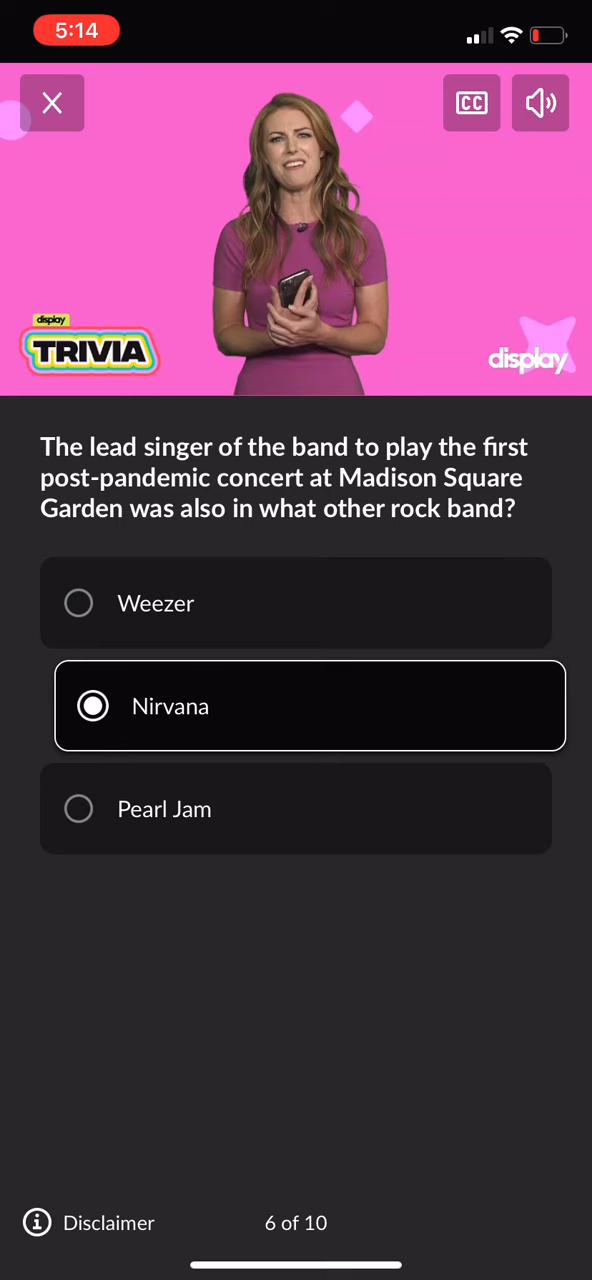 5:14
CC
display
TRIVIA
display
The lead singer of the band to play the first
post-pandemic concert at Madison Square
Garden was also in what other rock band?
Weezer
Nirvana
Pearl Jam
Disclaimer
6 of 10